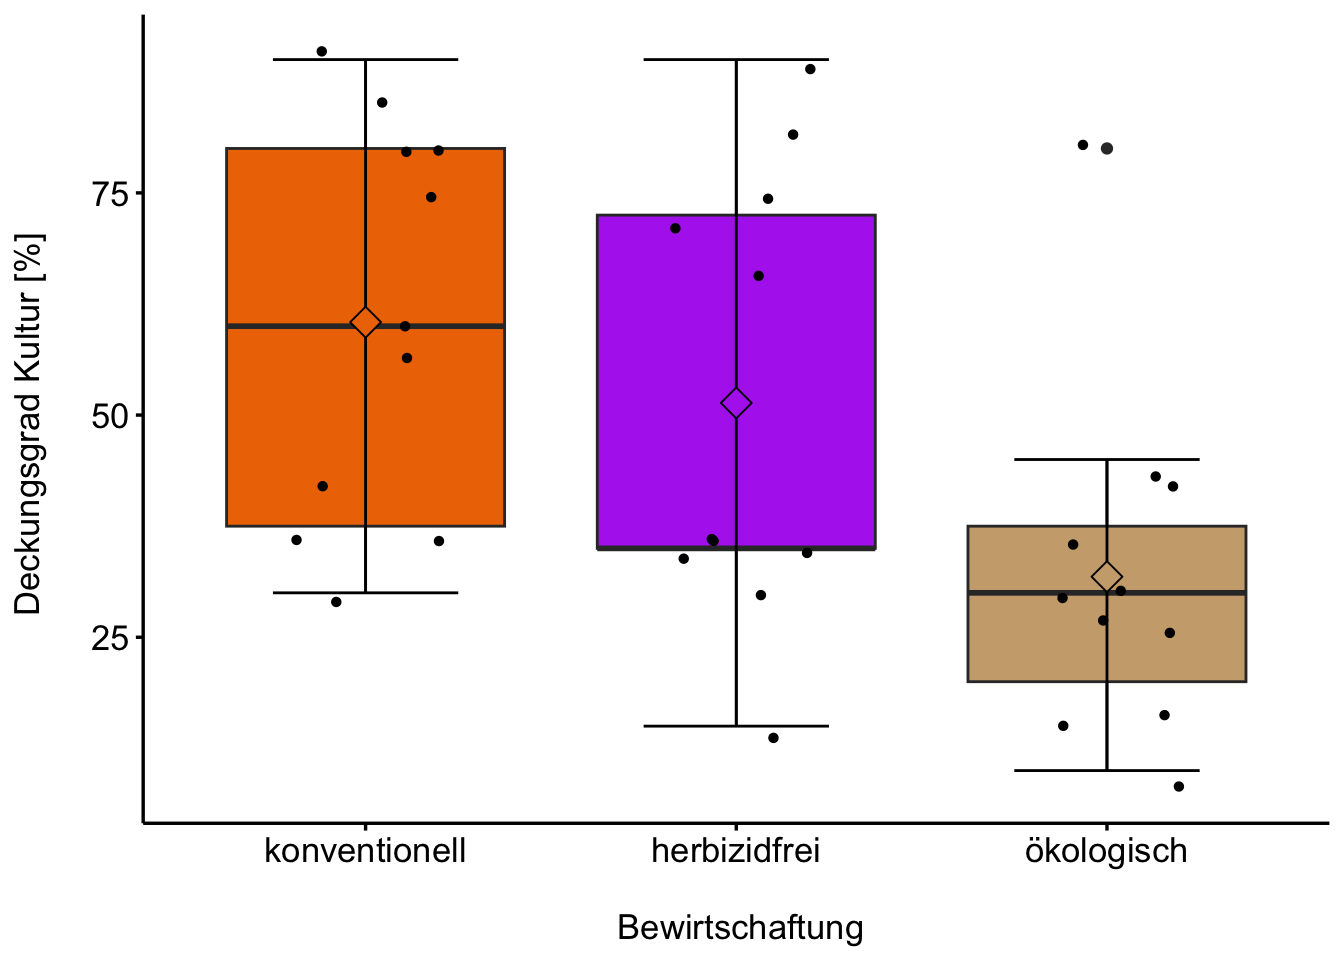 Deckungsgrad Kultur [%]
75
50
25
konventionell
herbizidfrei
ökologisch
Bewirtschaftung